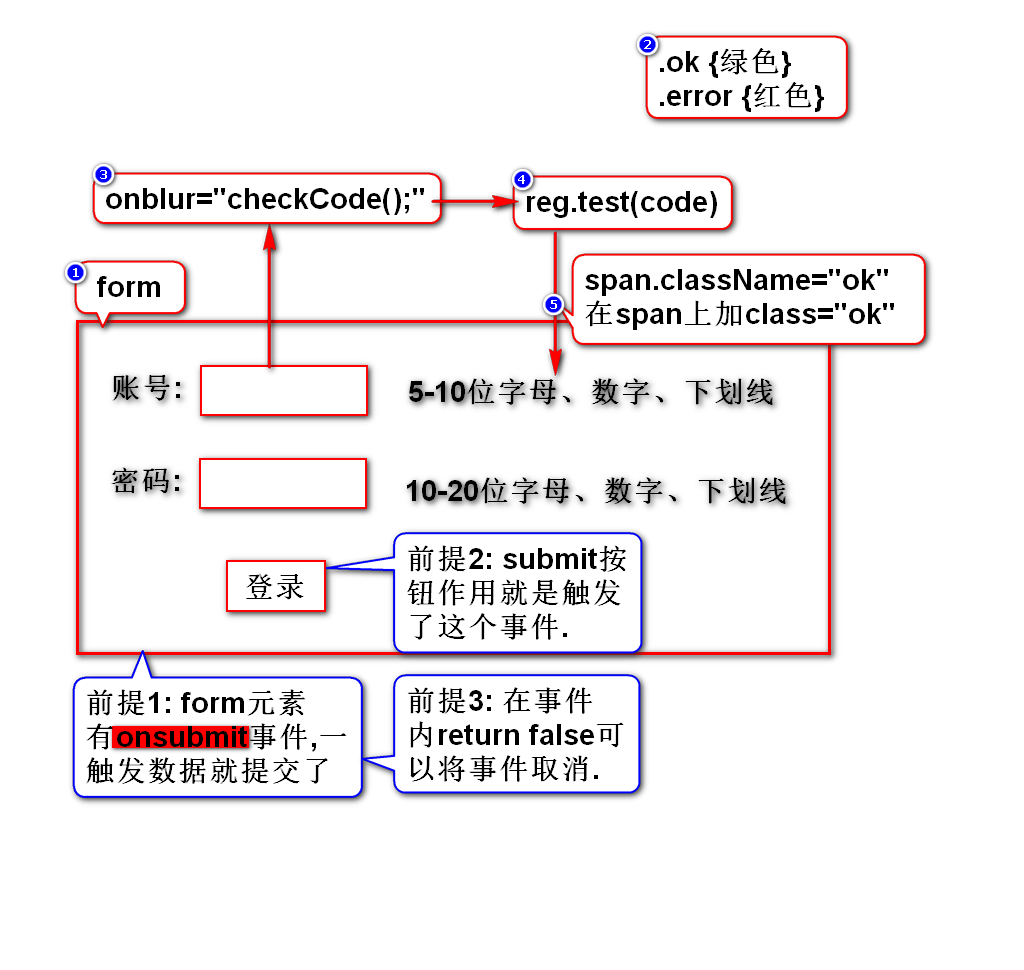 2
.ok {绿色}
.error {红色}
3
onblur="checkCode();"
4
reg.test(code)
1
form
5
span.className="ok"
在span上加class="ok"
账号:
5-10位字母、数字、下划线
密码:
10-20位字母、数字、下划线
登录
前提2: submit按
钮作用就是触发
了这个事件.
前提1: form元素
有onsubmit事件,一
触发数据就提交了
前提3: 在事件
内return false可
以将事件取消.